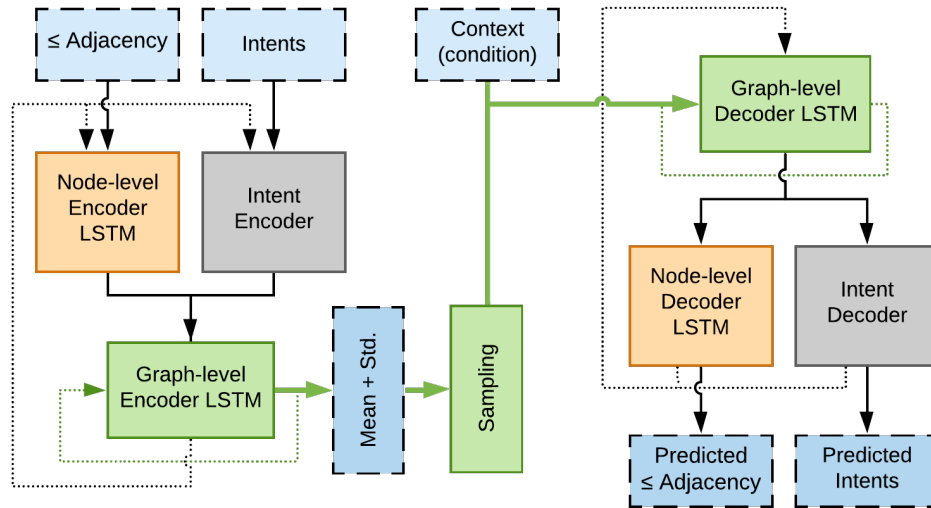 ≤ Adjacency
Intents
Context
(condition)
Graph-level
Decoder LSTM
Node-level
Encoder
LSTM
Intent
Encoder
Node-level
Decoder
LSTM
Intent
Decoder
Graph-level
Encoder LSTM
Mean + Std.
Sampling
Predicted
≤ Adjacency
Predicted
Intents